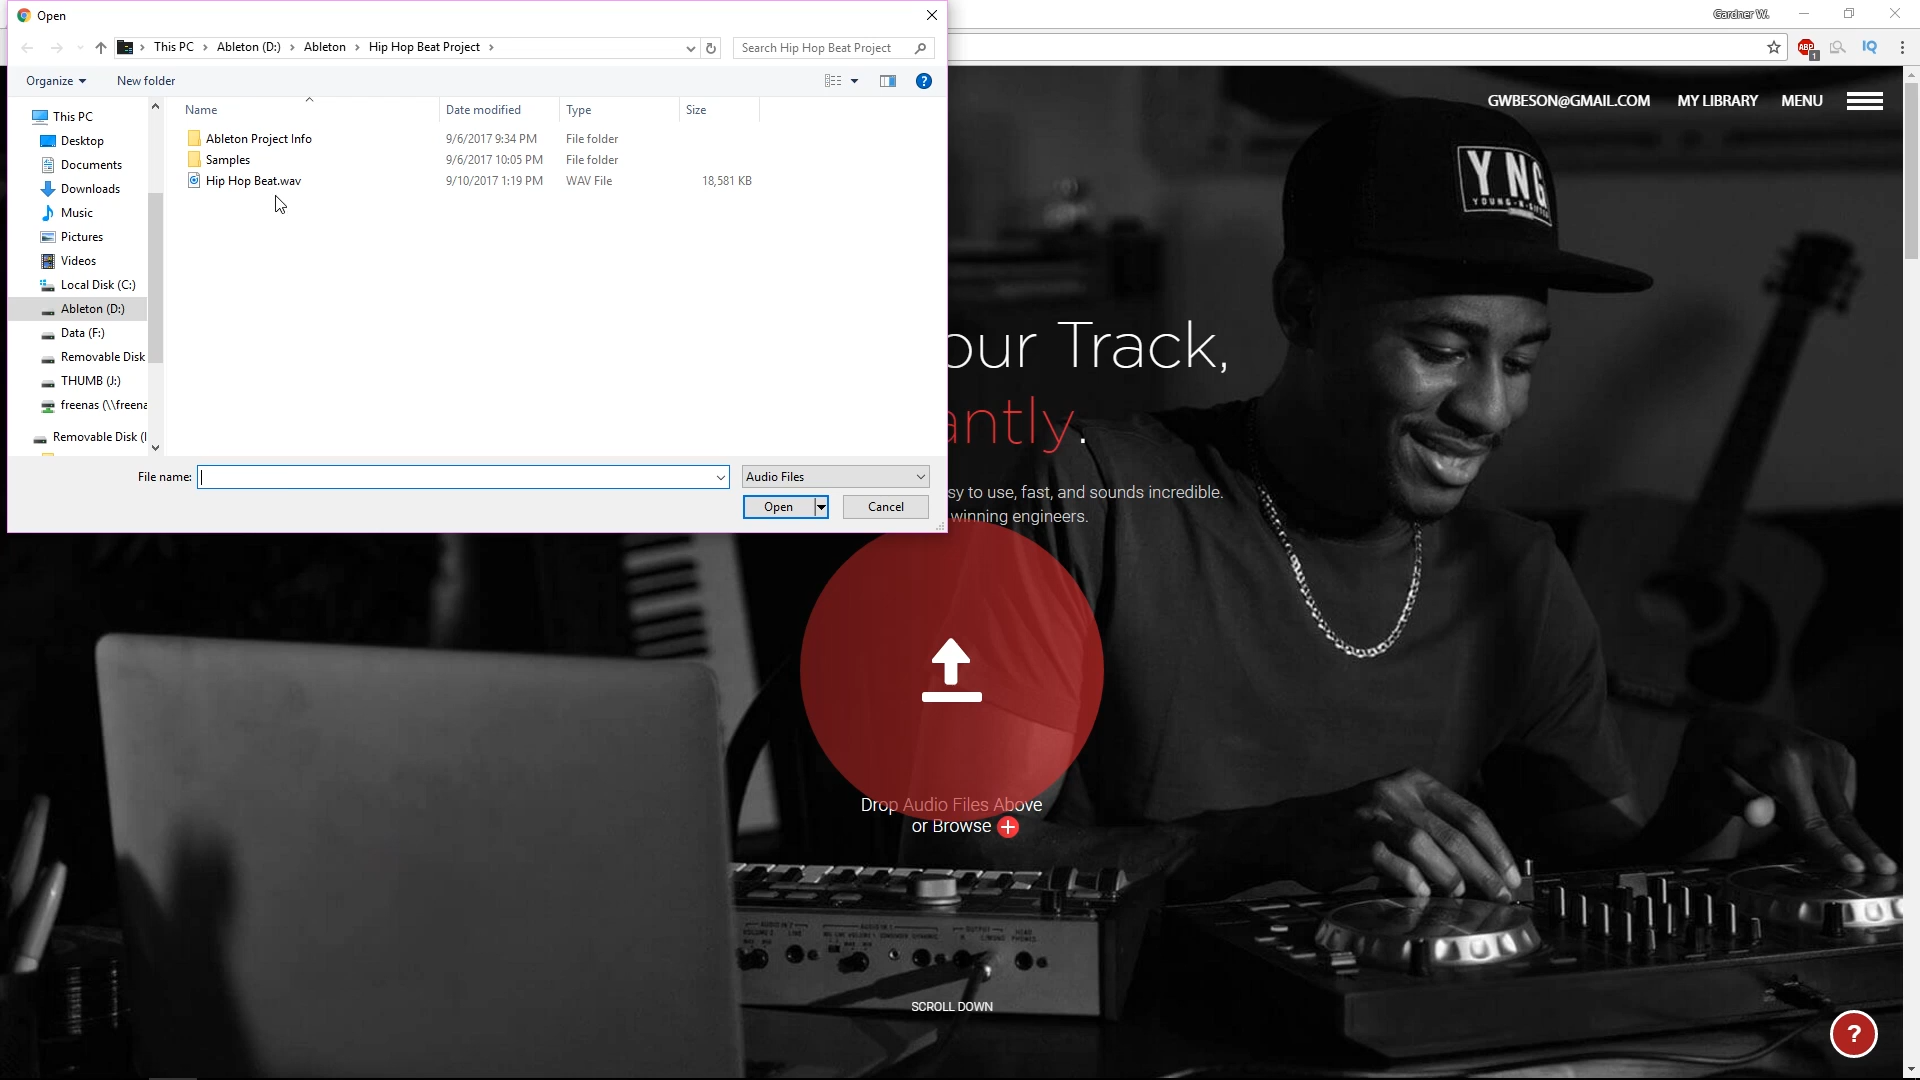 Open
Gardner W.
This PC
Ableton (D:)
Ableton
Hip Hop Beat Project
Search Hip Hop Beat Project
ABP
1
IQ
Organize
New folder
?
GWBESON@GMAIL.COM
MY LIBRARY
MENU
Name
Date modified
Type
Size
Ableton Project Info
9/6/2017 9:34 PM
File folder
Samples
9/6/2017 10:05 PM
File folder
Hip Hop Beat.wav
9/10/2017 1:19 PM
WAV File
18,581 KB
This PC
Desktop
Documents
Downloads
Music
Pictures
Videos
Local Disk (C:)
Ableton (D:)
Data (F:)
Removable Disk
THUMB (J:)
freenas (\\freena
Removable Disk (I
File name:
Audio Files
Open
Cancel
YNG
YOUNG-N-GIFTED
our Track,
antly.
sy to use, fast, and sounds incredible.
winning engineers.
Drop Audio Files Above
or Browse
SCROLL DOWN
?